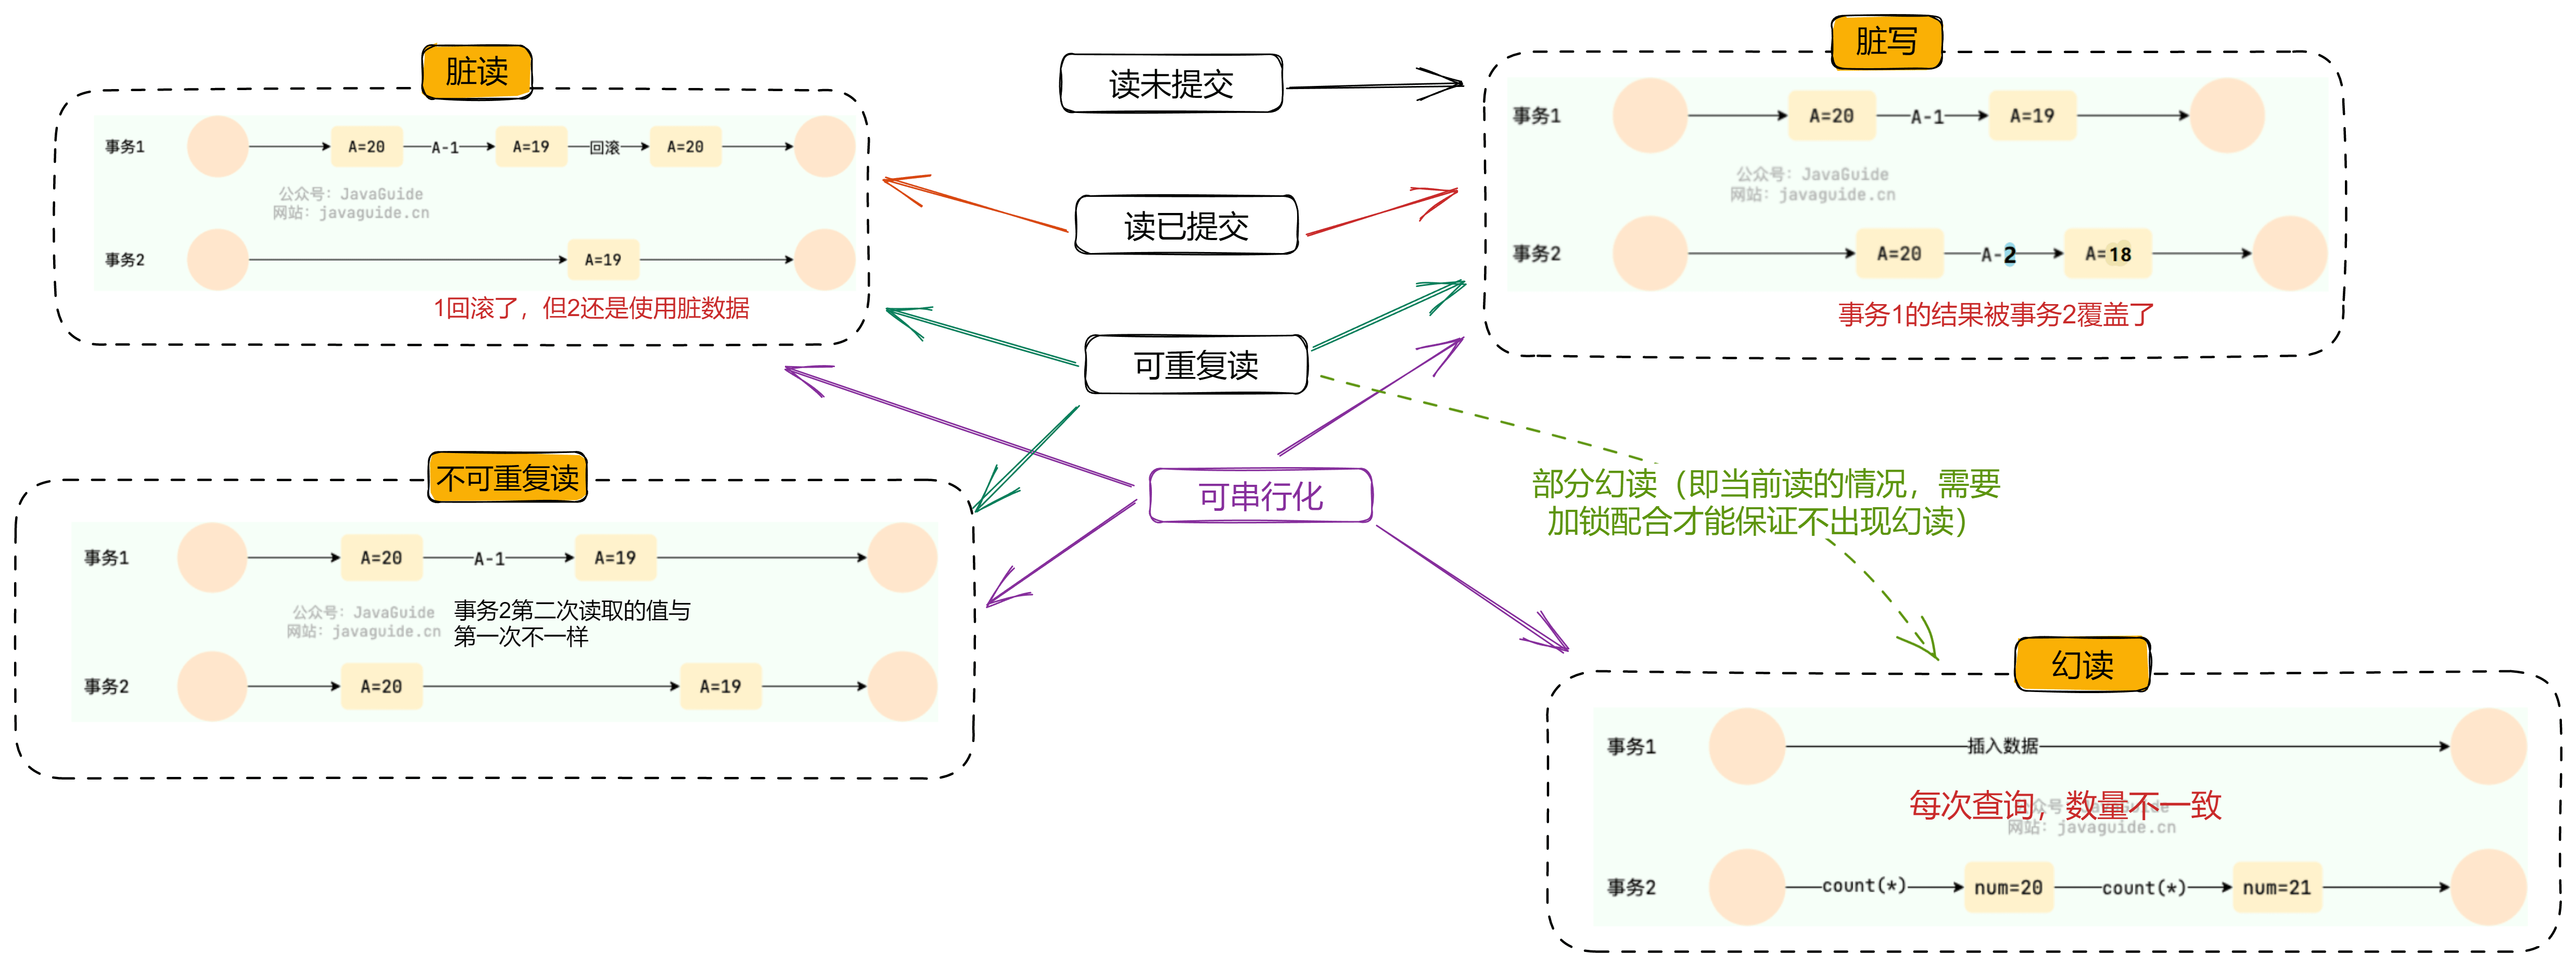 脏读
事务1
A=20
A-1
A=19
回滚
A=20
公众号：JavaGuide
网站：javaguide.cn
事务2
A=19
1回滚了，但2还是使用脏数据
读未提交
读已提交
可重复读
可串行化
脏写
事务1
A=20
A-1
A=19
公众号：JavaGuide
网站：javaguide.cn
事务2
A=20
A-2
A=18
事务1的结果被事务2覆盖了
不可重复读
事务1
A=20
A-1
A=19
公众号：JavaGuide
网站：javaguide.cn
事务2第二次读取的值与
第一次不一样
事务2
A=20
A=19
部分幻读（即当前读的情况，需要
加锁配合才能保证不出现幻读）
幻读
事务1
插入数据
每次查询，数量不一致
公众号：JavaGuide
网站：javaguide.cn
事务2
count(*)
num=20
count(*)
num=21